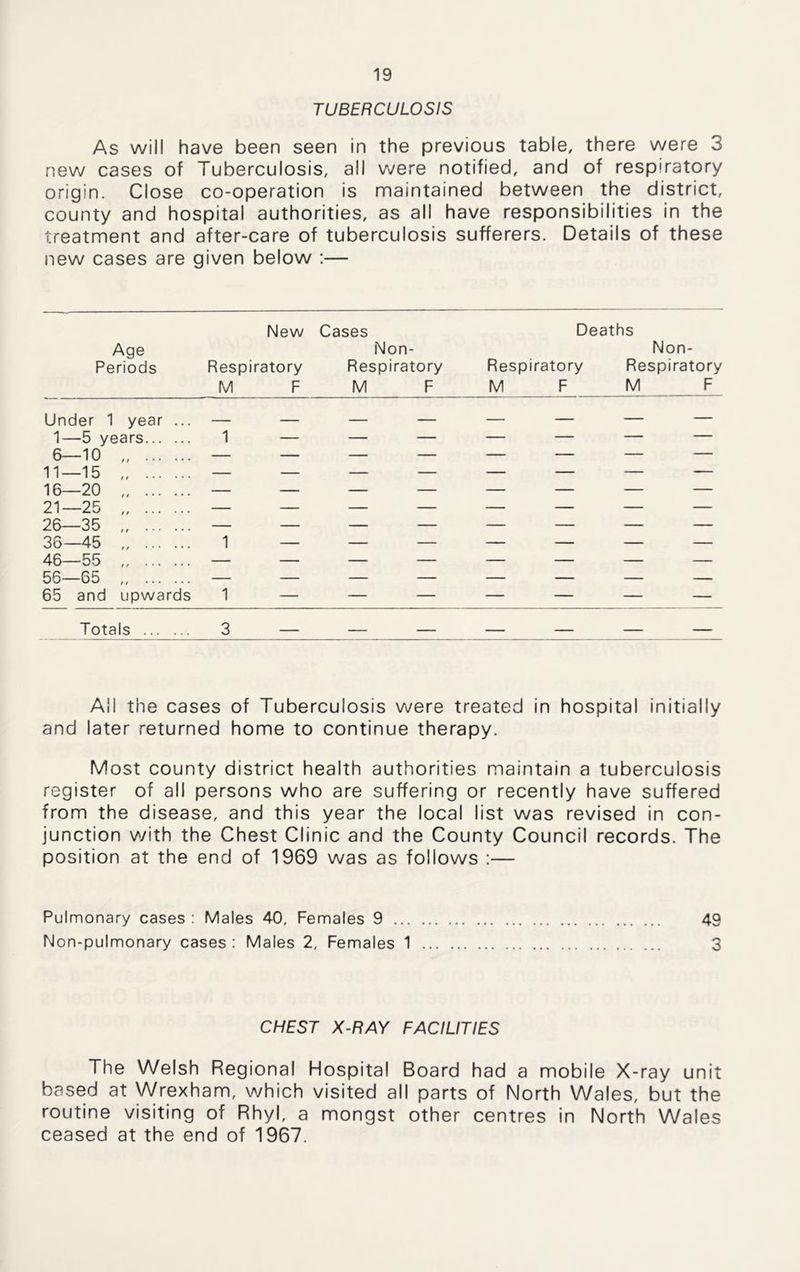 19
TUBERCULOSIS
As will have been seen in the previous table, there were 3
new cases of Tuberculosis, all were notified, and of respiratory
origin. Close co-operation is maintained between the district,
county and hospital authorities, as all have responsibilities in the
treatment and after-care of tuberculosis sufferers. Details of these
new cases are given below :—
New Cases Deaths
Age Non- Non-
Periods Respiratory Respiratory Respiratory Respiratory
M F M F M F M F
Under 1 year ... — — — — — — — —
1—5 years... ... 1 — — — — — — —
6—10 „ ... ... — — — — — — — —
11—15 „ ... ... — — — — — — — —
16—20 „ ... ... — — — — — — — —
21—25 „ ... ... — — — — — — — —
26—35 „ ... ... — — — — — — — —
36—45 „ ... ... 1 — — — — — — —
46—55 „ ... ... — — — — — — — —
56—65 „ ... ... — — — — — — — —
65 and upwards 1 — — — — — — —
Totals ... ... 3 — — — — — — —
All the cases of Tuberculosis were treated in hospital initially
and later returned home to continue therapy.
Most county district health authorities maintain a tuberculosis
register of all persons who are suffering or recently have suffered
from the disease, and this year the local list was revised in con-
junction with the Chest Clinic and the County Council records. The
position at the end of 1969 was as follows :—
Pulmonary cases : Males 40, Females 9 ... ... ... ... ... ... ... ... ... ... 49
Non-pulmonary cases : Males 2, Females 1 ... ... ... ... ... ... ... ... ... 3
CHEST X-RAY FACILITIES
The Welsh Regional Hospital Board had a mobile X-ray unit
based at Wrexham, which visited all parts of North Wales, but the
routine visiting of Rhyl, a mongst other centres in North Wales
ceased at the end of 1967.